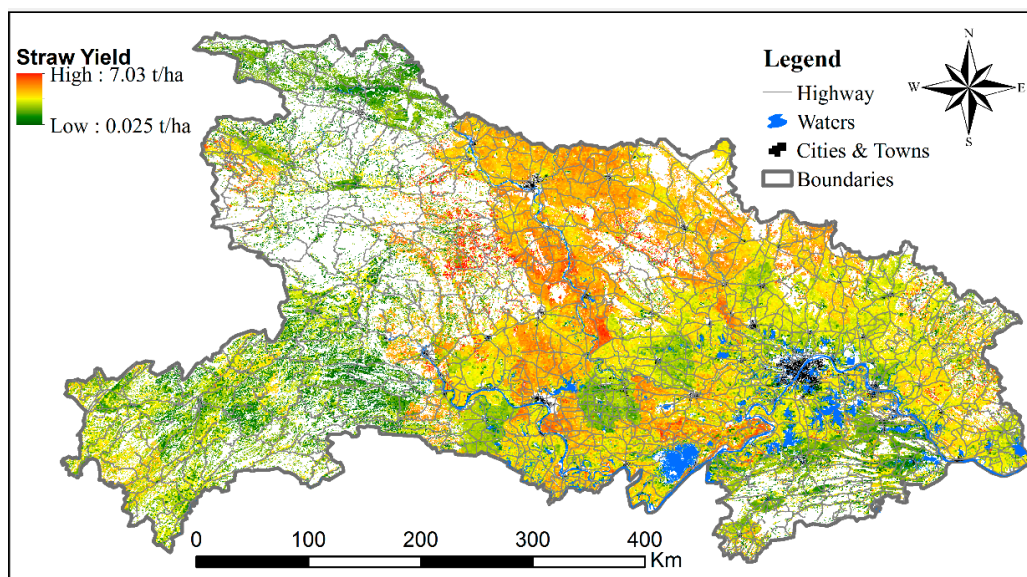 Straw Yield
High : 7.03 t/ha
Low : 0.025 t/ha
Legend
Highway
Waters
Cities & Towns
Boundaries
N
W
E
S
0 100 200 300 400
Km